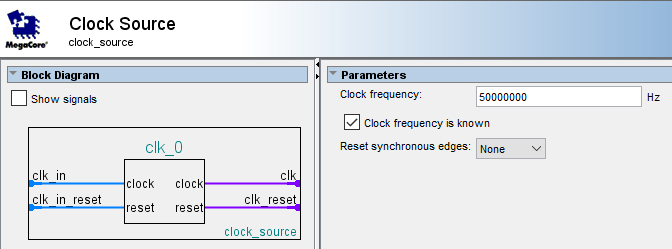 Clock Source
MegaCore®
clock_source
Block Diagram
Show signals
clk_0
clk_in
clk
clock
clock
clk_in_reset
clk_reset
reset
reset
clock_source
Parameters
Clock frequency:
50000000
Hz
Clock frequency is known
Reset synchronous edges:
None